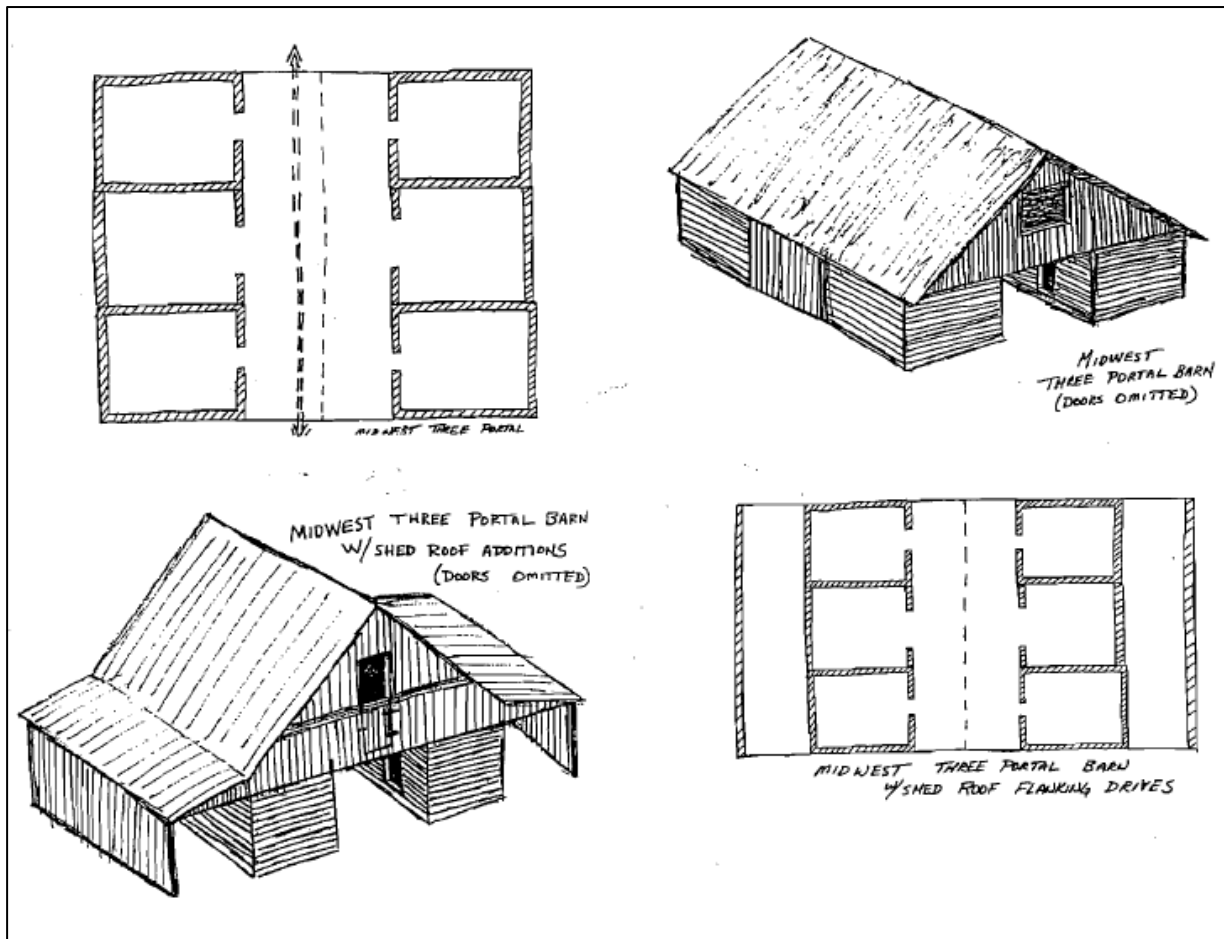 MIDWEST THREE PORTAL
MIDWEST
THREE PORTAL BARN
(DOORS OMITTED)
MIDWEST THREE PORTAL BARN
W/ SHED ROOF ADDITIONS
(DOORS OMITTED)
MIDWEST THREE PORTAL BARN
W/SHED ROOF FLANKING DRIVES